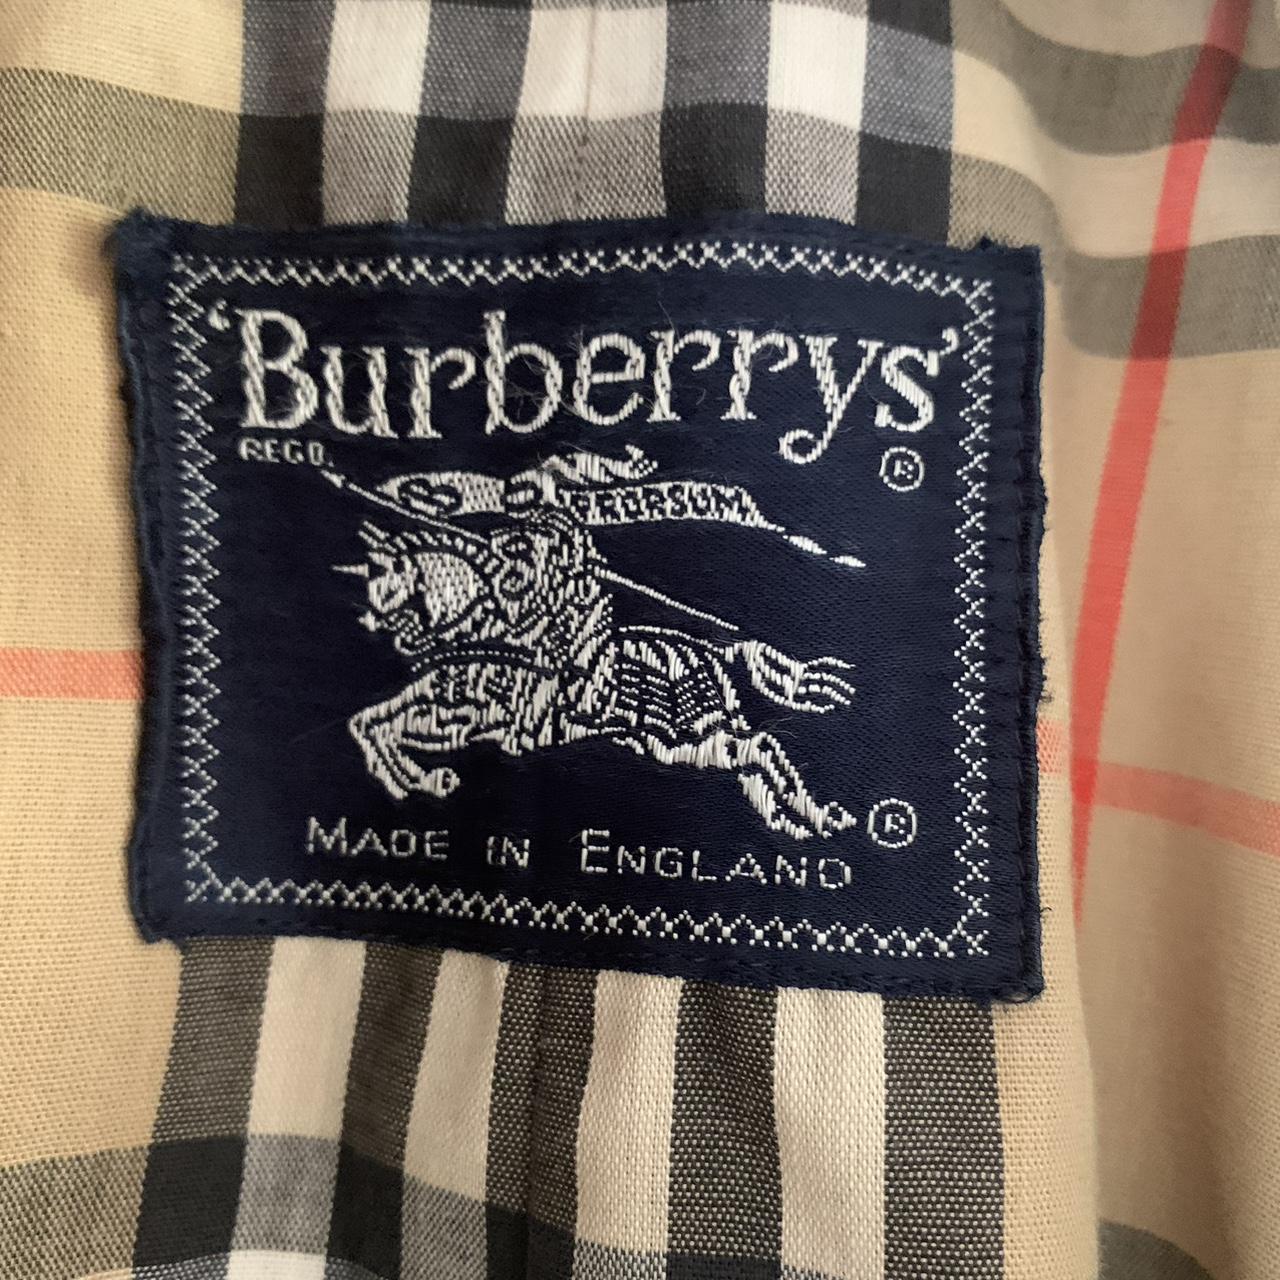 'Burberrys'
REGD. ®
PRORSUM
MADE IN ENGLAND ®